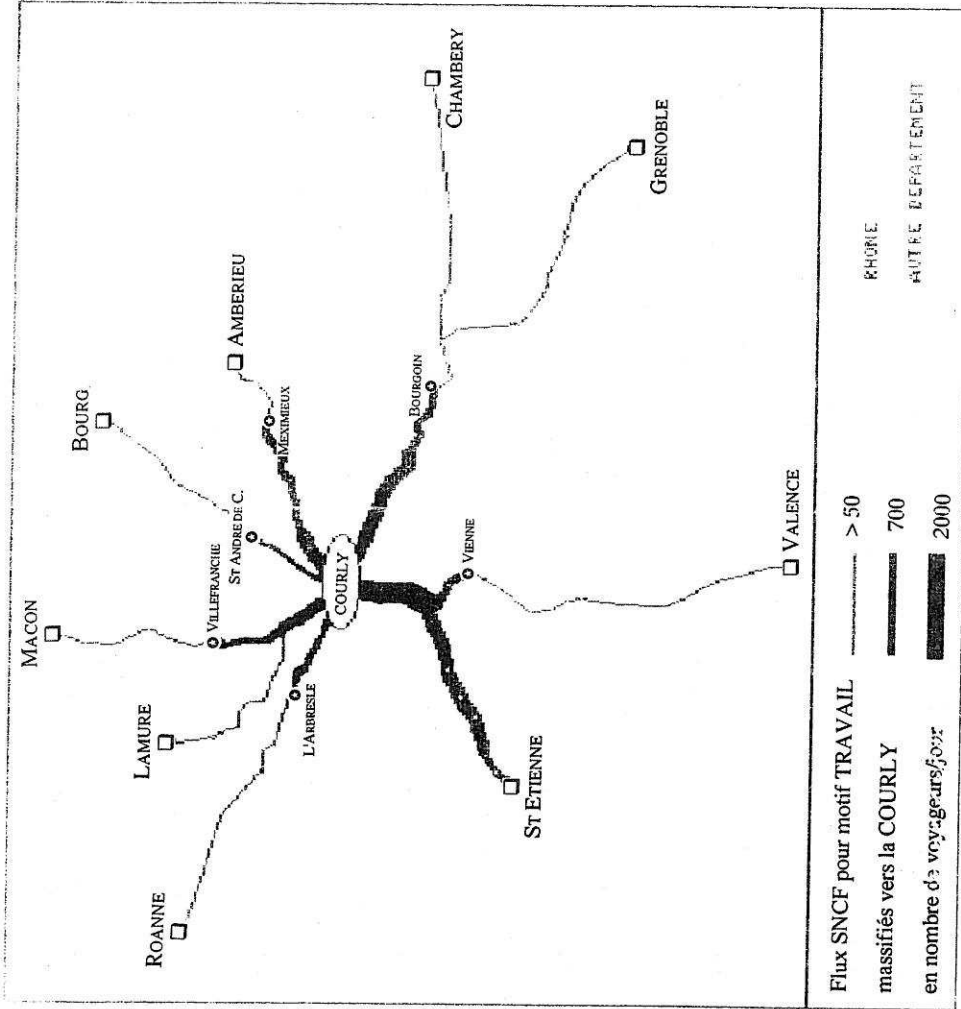 MACON
BOURG
LAMURE
ROANNE
VILLEFRANCHE
ST ANDRE DE C.
AMBERIEU
MEXIMIEUX
L'ARBRESLE
COURLY
CHAMBERY
BOURGOIN
VIENNE
GRENOBLE
ST ETIENNE
VALENCE
Flux SNCF pour motif TRAVAIL
> 50
massifiés vers la COURLY
700
en nombre de voyageurs/jour
2000
RHONE
AUTRE DEPARTEMENT